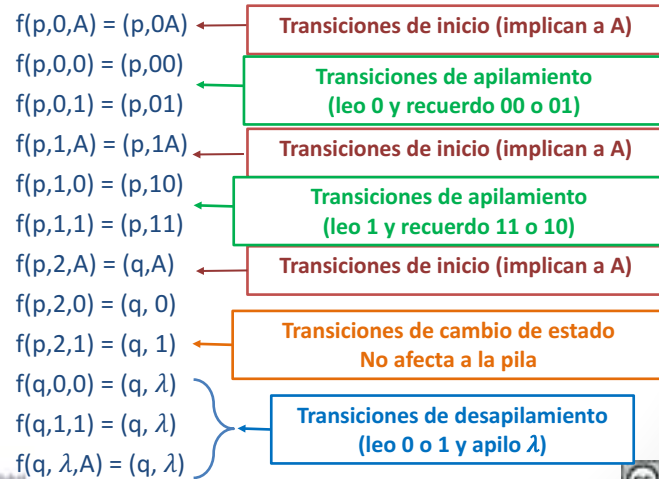 f(p,0,A) = (p,0A)
Transiciones de inicio (implican a A)
f(p,0,0) = (p,00)
f(p,0,1) = (p,01)
Transiciones de apilamiento
(leo 0 y recuerdo 00 o 01)
f(p,1,A) = (p,1A)
Transiciones de inicio (implican a A)
f(p,1,0) = (p,10)
f(p,1,1) = (p,11)
Transiciones de apilamiento
(leo 1 y recuerdo 11 o 10)
f(p,2,A) = (q,A)
Transiciones de inicio (implican a A)
f(p,2,0) = (q, 0)
f(p,2,1) = (q, 1)
Transiciones de cambio de estado
No afecta a la pila
f(q,0,0) = (q, λ)
f(q,1,1) = (q, λ)
f(q, λ,A) = (q, λ)
Transiciones de desapilamiento
(leo 0 o 1 y apilo λ)